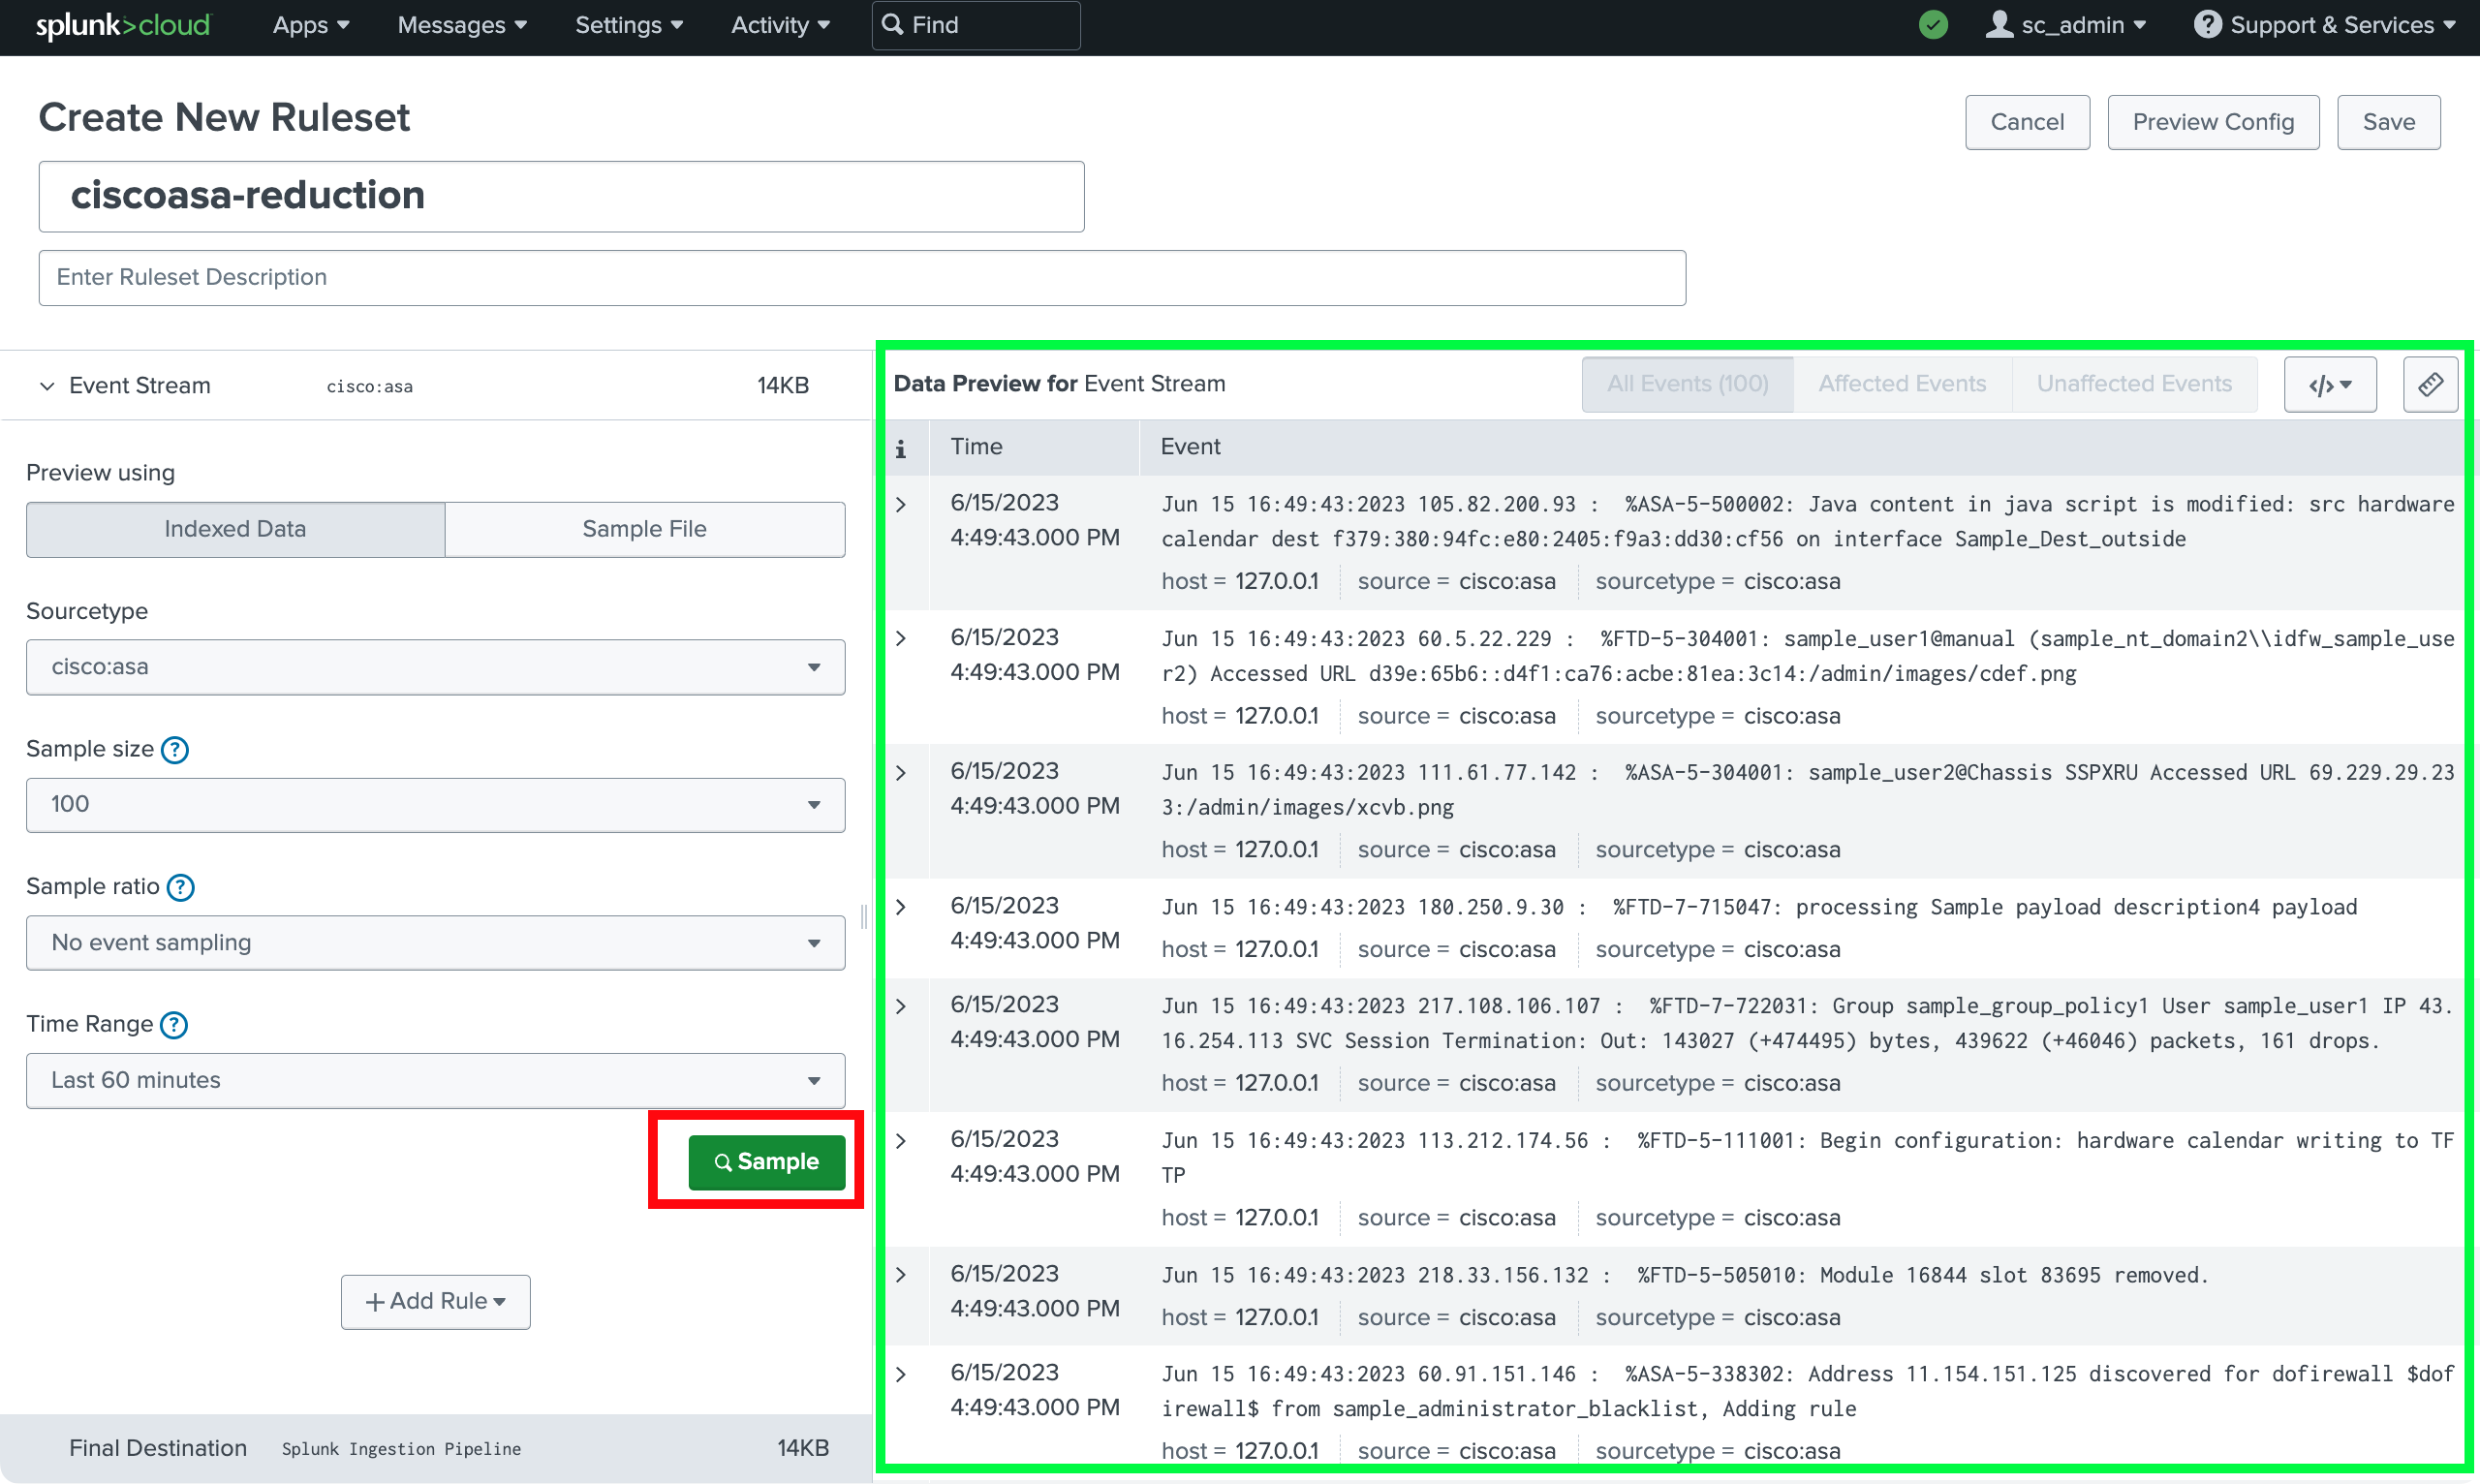 splunk>cloud Apps Messages Settings Activity Find sc_admin Support & Services
Create New Ruleset
Cancel Preview Config Save
ciscoasa-reduction
Enter Ruleset Description
Event Stream cisco:asa 14KB
Preview using
Indexed Data Sample File
Sourcetype
cisco:asa
Sample size ?
100
Sample ratio ?
No event sampling
Time Range ?
Last 60 minutes
Sample
+ Add Rule
Final Destination Splunk Ingestion Pipeline 14KB
Data Preview for Event Stream All Events (100) Affected Events Unaffected Events </>
i Time Event
6/15/2023
4:49:43.000 PM
Jun 15 16:49:43:2023 105.82.200.93 :  %ASA-5-500002: Java content in java script is modified: src hardware
calendar dest f379:380:94fc:e80:2405:f9a3:dd30:cf56 on interface Sample_Dest_outside
host = 127.0.0.1 source = cisco:asa sourcetype = cisco:asa
6/15/2023
4:49:43.000 PM
Jun 15 16:49:43:2023 60.5.22.229 :  %FTD-5-304001: sample_user1@manual (sample_nt_domain2\\idfw_sample_use
r2) Accessed URL d39e:65b6::d4f1:ca76:acbe:81ea:3c14:/admin/images/cdef.png
host = 127.0.0.1 source = cisco:asa sourcetype = cisco:asa
6/15/2023
4:49:43.000 PM
Jun 15 16:49:43:2023 111.61.77.142 :  %ASA-5-304001: sample_user2@Chassis SSPXRU Accessed URL 69.229.29.23
3:/admin/images/xcvb.png
host = 127.0.0.1 source = cisco:asa sourcetype = cisco:asa
6/15/2023
4:49:43.000 PM
Jun 15 16:49:43:2023 180.250.9.30 :  %FTD-7-715047: processing Sample payload description4 payload
host = 127.0.0.1 source = cisco:asa sourcetype = cisco:asa
6/15/2023
4:49:43.000 PM
Jun 15 16:49:43:2023 217.108.106.107 :  %FTD-7-722031: Group sample_group_policy1 User sample_user1 IP 43.
16.254.113 SVC Session Termination: Out: 143027 (+474495) bytes, 439622 (+46046) packets, 161 drops.
host = 127.0.0.1 source = cisco:asa sourcetype = cisco:asa
6/15/2023
4:49:43.000 PM
Jun 15 16:49:43:2023 113.212.174.56 :  %FTD-5-111001: Begin configuration: hardware calendar writing to TF
TP
host = 127.0.0.1 source = cisco:asa sourcetype = cisco:asa
6/15/2023
4:49:43.000 PM
Jun 15 16:49:43:2023 218.33.156.132 :  %FTD-5-505010: Module 16844 slot 83695 removed.
host = 127.0.0.1 source = cisco:asa sourcetype = cisco:asa
6/15/2023
4:49:43.000 PM
Jun 15 16:49:43:2023 60.91.151.146 :  %ASA-5-338302: Address 11.154.151.125 discovered for dofirewall $dof
irewall$ from sample_administrator_blacklist, Adding rule
host = 127.0.0.1 source = cisco:asa sourcetype = cisco:asa